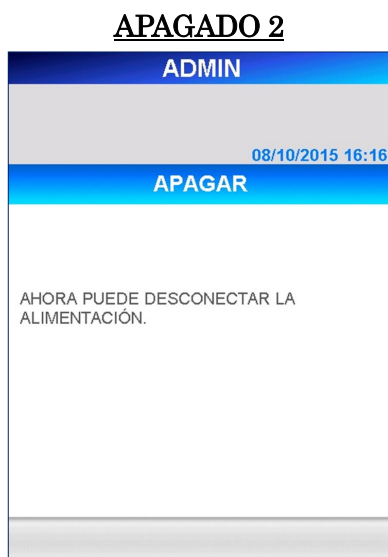 APAGADO 2
ADMIN
08/10/2015 16:16
APAGAR
AHORA PUEDE DESCONECTAR LA
ALIMENTACIÓN.